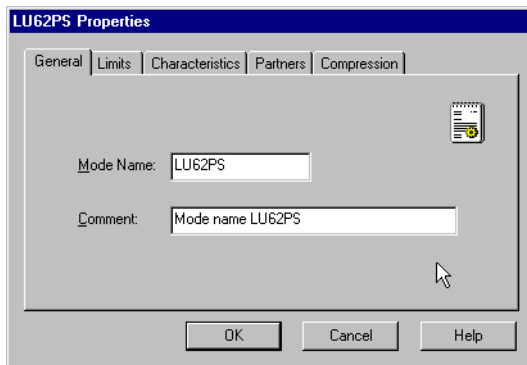 LU62PS Properties
General Limits Characteristics Partners Compression
Mode Name: LU62PS
Comment: Mode name LU62PS
OK Cancel Help